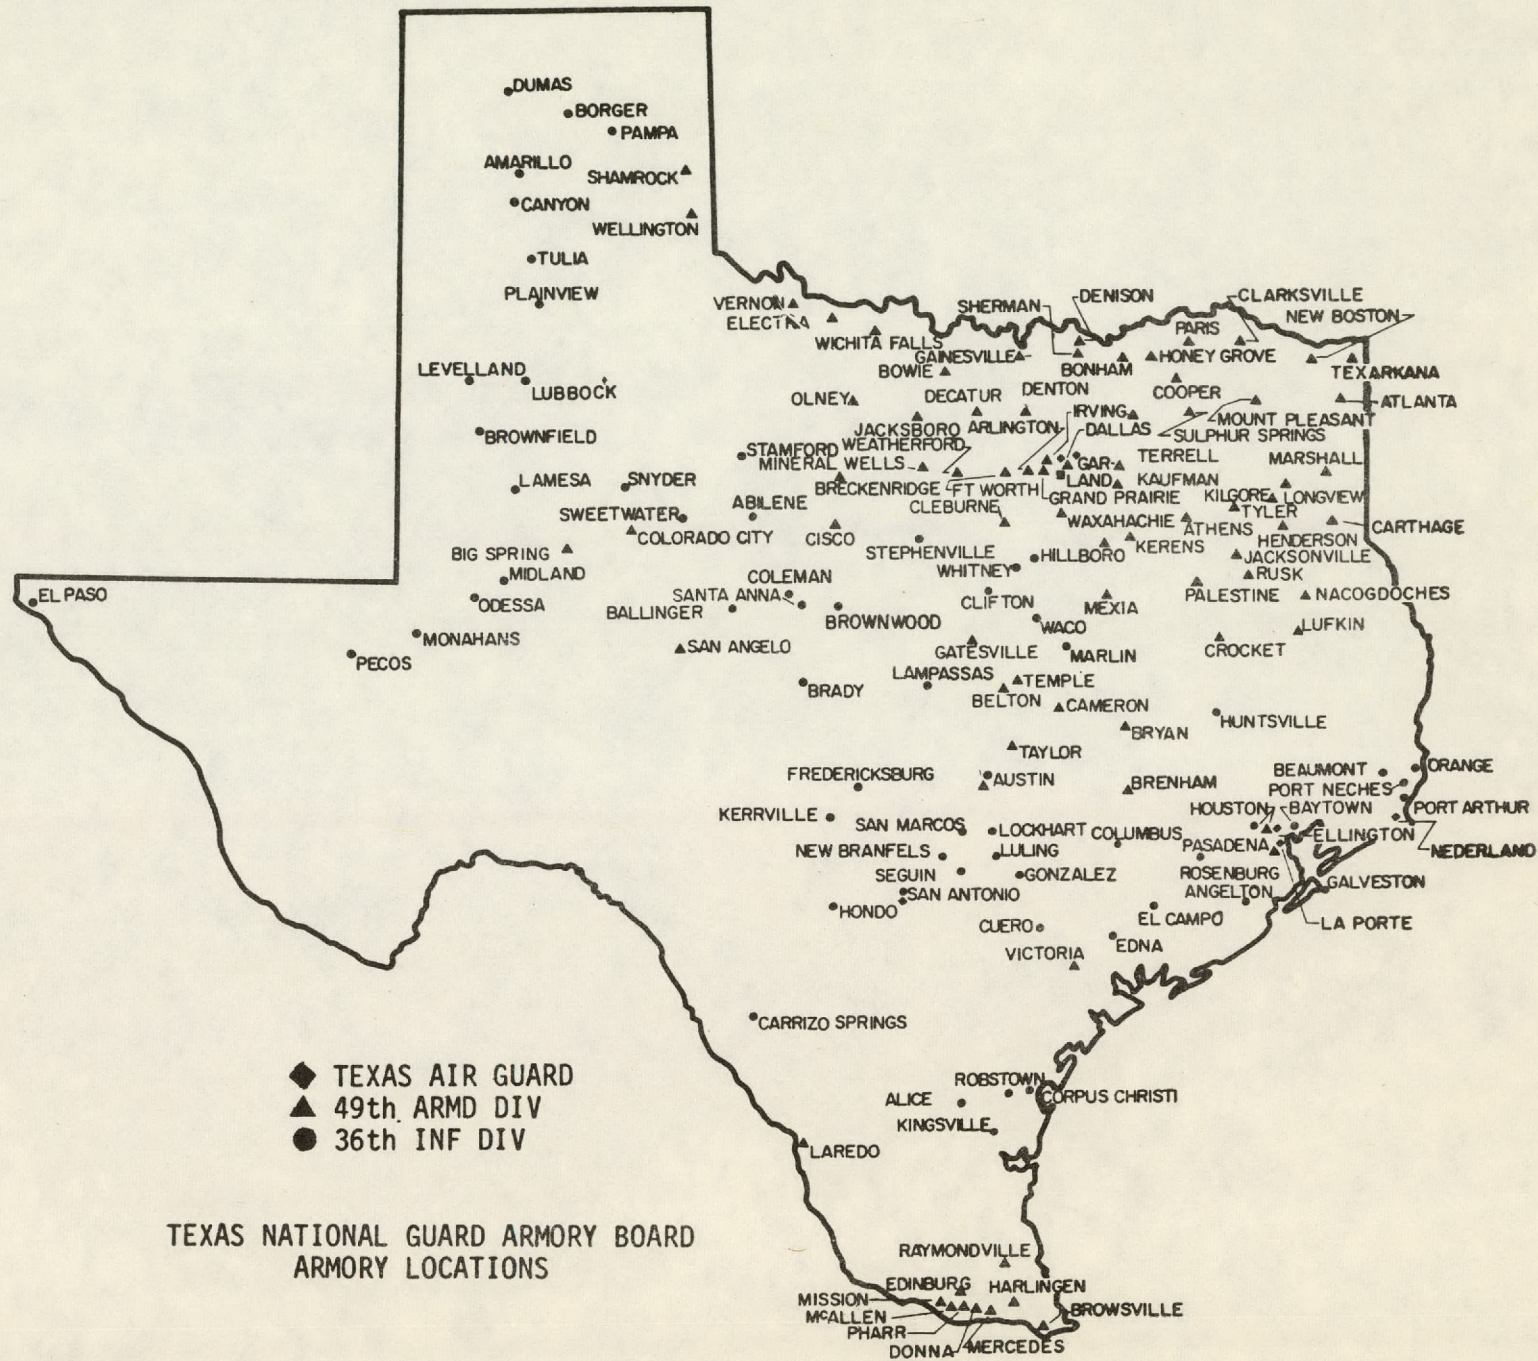 DUMAS
BORGER
PAMPA
AMARILLO
SHAMROCK
CANYON
WELLINGTON
TULIA
PLAINVIEW
VERNON
SHERMAN
DENISON
CLARKSVILLE
NEW BOSTON
ELECTRA
WICHITA FALLS
PARIS
GAINESVILLE
BONHAM
HONEY GROVE
BOWIE
TEXARKANA
LEVELLAND
LUBBOCK
OLNEY
DECATUR
DENTON
COOPER
ATLANTA
JACKSBORO
ARLINGTON
IRVING
DALLAS
MOUNT PLEASANT
SULPHUR SPRINGS
BROWNFIELD
STAMFORD
WEATHERFORD
MINERAL WELLS
GAR-
LAND
TERRELL
MARSHALL
LAMESA
SNYDER
BRECKENRIDGE
FT WORTH
GRAND PRAIRIE
KAUFMAN
KILGORE
LONGVIEW
ABILENE
SWEETWATER
CLEBURNE
TYLER
WAXAHACHIE
ATHENS
CARTHAGE
COLORADO CITY
CISCO
HENDERSON
BIG SPRING
STEPHENVILLE
HILLBORO
KERENS
JACKSONVILLE
MIDLAND
COLEMAN
WHITNEY
RUSK
EL PASO
ODESSA
SANTA ANNA
BALLINGER
BROWNWOOD
CLIFTON
MEXIA
PALESTINE
NACOGDOCHES
MONAHANS
WACO
LUFKIN
PECOS
SAN ANGELO
GATESVILLE
MARLIN
CROCKET
BRADY
LAMPASSAS
TEMPLE
BELTON
CAMERON
HUNTSVILLE
BRYAN
TAYLOR
FREDERICKSBURG
AUSTIN
BRENHAM
BEAUMONT
ORANGE
PORT NECHES
KERRVILLE
HOUSTON
BAYTOWN
PORT ARTHUR
SAN MARCOS
LOCKHART
COLUMBUS
PASADENA
ELLINGTON
NEDERLAND
NEW BRANFELS
LULING
SEGUIN
GONZALEZ
ROSENBURG
ANGELTON
GALVESTON
SAN ANTONIO
HONDO
CUERO
EL CAMPO
LA PORTE
VICTORIA
EDNA
CARRIZO SPRINGS
TEXAS AIR GUARD
49th ARMD DIV
36th INF DIV
ROBSTOWN
ALICE
CORPUS CHRISTI
KINGSVILLE
LAREDO
TEXAS NATIONAL GUARD ARMORY BOARD
ARMORY LOCATIONS
RAYMONDVILLE
EDINBURG
HARLINGEN
MISSION
McALLEN
BROWSVILLE
PHARR
DONNA
MERCEDES